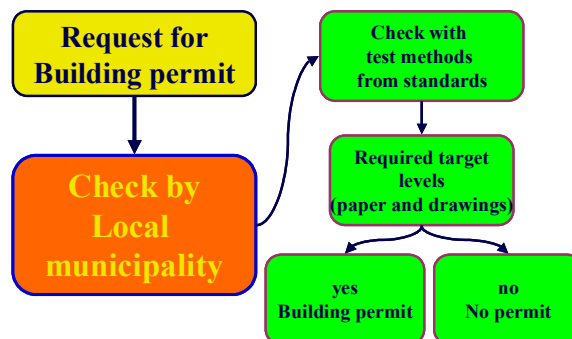 Request for
Building permit
Check by
Local
municipality
Check with
test methods
from standards
Required target
levels
(paper and drawings)
yes
Building permit
no
No permit